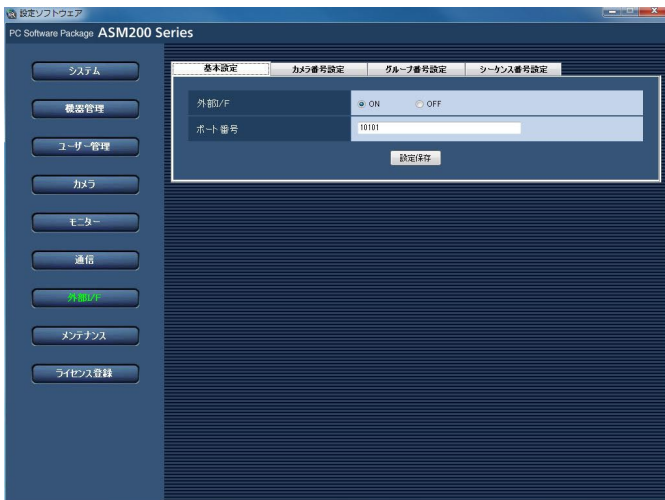 設定ソフトウェア
PC Software Package ASM200 Series
システム
機器管理
ユーザー管理
カメラ
モニター
通信
外部I/F
メンテナンス
ライセンス登録
基本設定 カメラ番号設定 グループ番号設定 シーケンス番号設定
外部I/F ON OFF
ポート番号 10101
設定保存